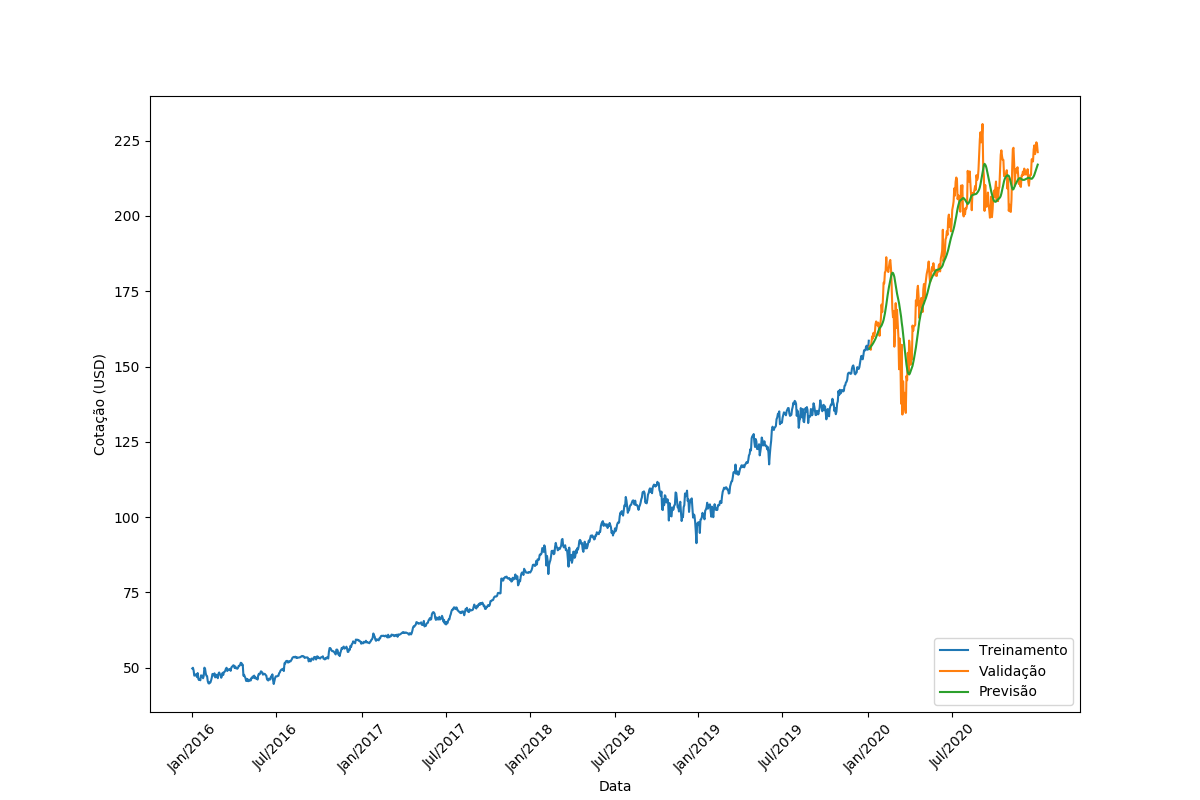 225
200
175
150
125
100
75
50
Cotação (USD)
Treinamento
Validação
Previsão
Jan/2016
Jul/2016
Jan/2017
Jul/2017
Jan/2018
Jul/2018
Jan/2019
Jul/2019
Jan/2020
Jul/2020
Data